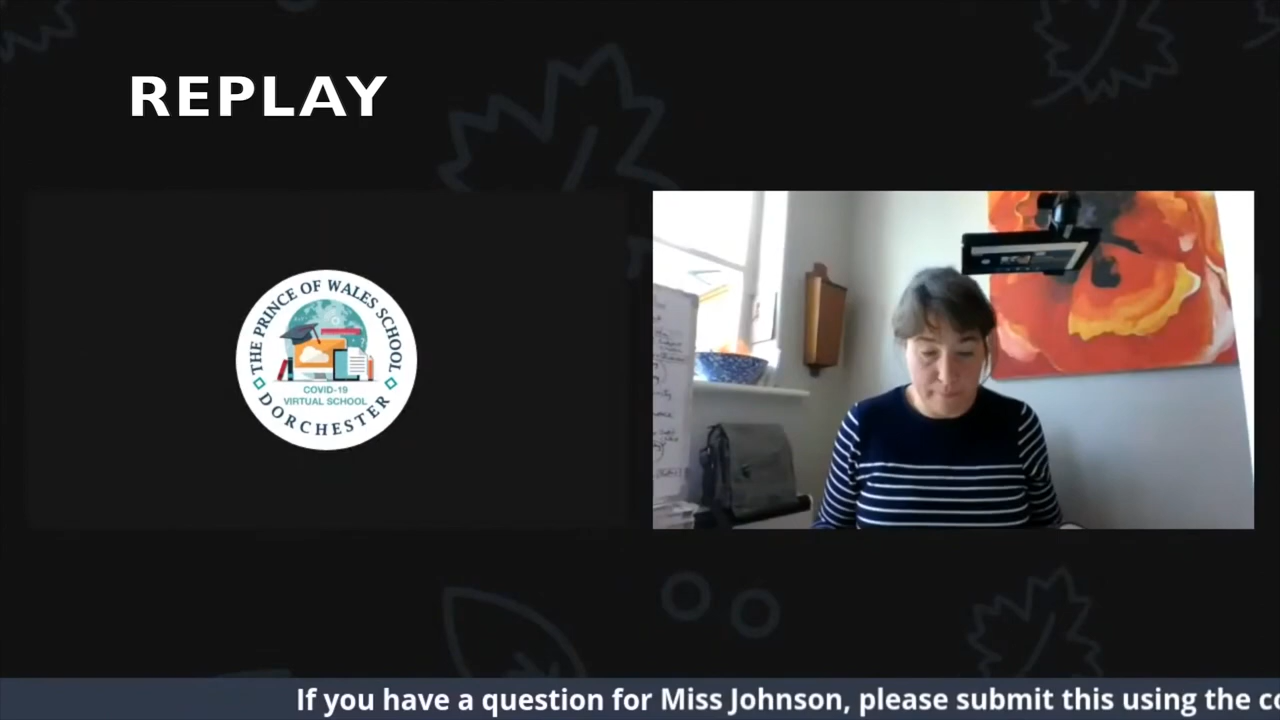 REPLAY
THE PRINCE OF WALES SCHOOL
COVID-19
VIRTUAL SCHOOL
DORCHESTER
If you have a question for Miss Johnson, please submit this using the